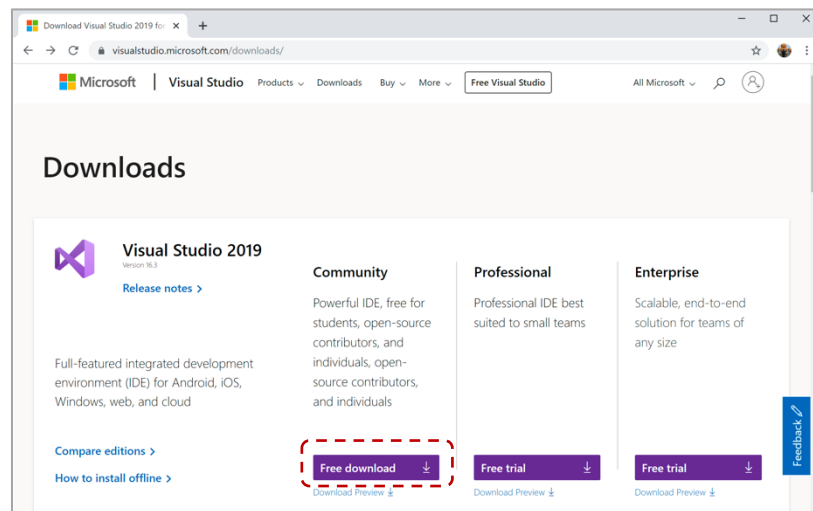 Download Visual Studio 2019 for
visualstudio.microsoft.com/downloads/
Microsoft | Visual Studio Products Downloads Buy More Free Visual Studio All Microsoft
Downloads
Visual Studio 2019
Version 16.3
Release notes >
Full-featured integrated development
environment (IDE) for Android, iOS,
Windows, web, and cloud
Compare editions >
How to install offline >
Community
Powerful IDE, free for
students, open-source
contributors, and
individuals, open-
source contributors,
and individuals
Free download
Download Preview
Professional
Professional IDE best
suited to small teams
Free trial
Download Preview
Enterprise
Scalable, end-to-end
solution for teams of
any size
Free trial
Download Preview
Feedback